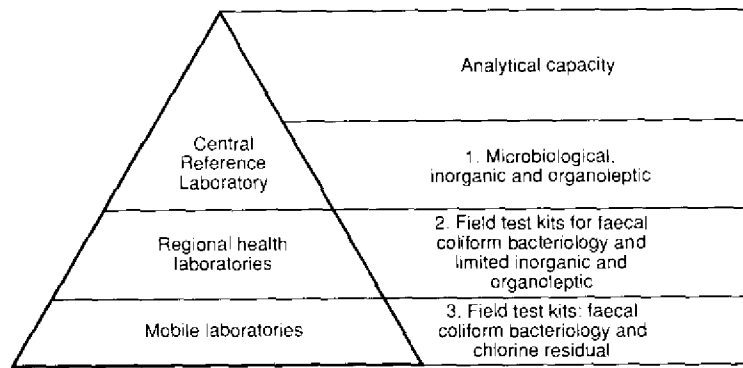 Analytical capacity
Central
Reference
Laboratory
1. Microbiological,
inorganic and organoleptic
Regional health
laboratories
2. Field test kits for faecal
coliform bacteriology and
limited inorganic and
organoleptic
Mobile laboratories
3. Field test kits: faecal
coliform bacteriology and
chlorine residual